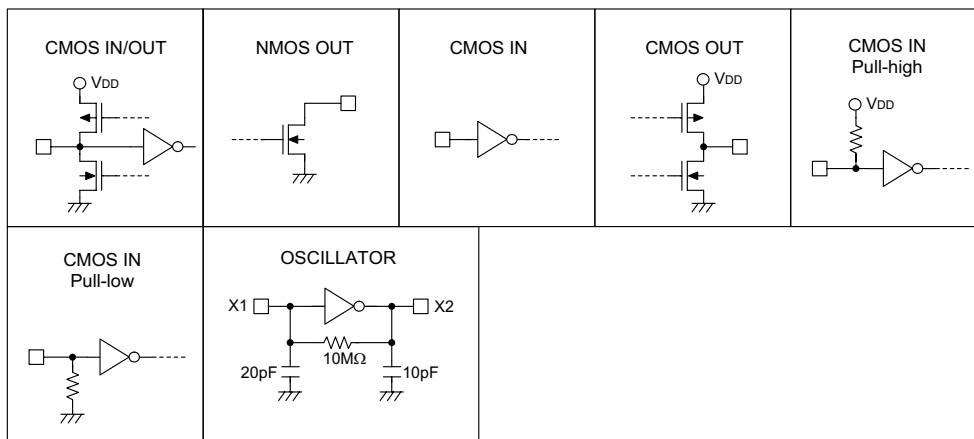 CMOS IN/OUT
VDD
NMOS OUT
CMOS IN
CMOS OUT
VDD
CMOS IN
Pull-high
VDD
CMOS IN
Pull-low
OSCILLATOR
X1
X2
10MΩ
20pF
10pF